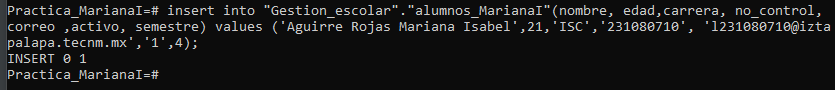 Practica_MarianaI=# insert into "Gestion_escolar"."alumnos_MarianaI"(nombre, edad,carrera, no_control,
correo ,activo, semestre) values ('Aguirre Rojas Mariana Isabel',21,'ISC','231080710', 'l231080710@izta
palapa.tecnm.mx','1',4);
INSERT 0 1
Practica_MarianaI=#